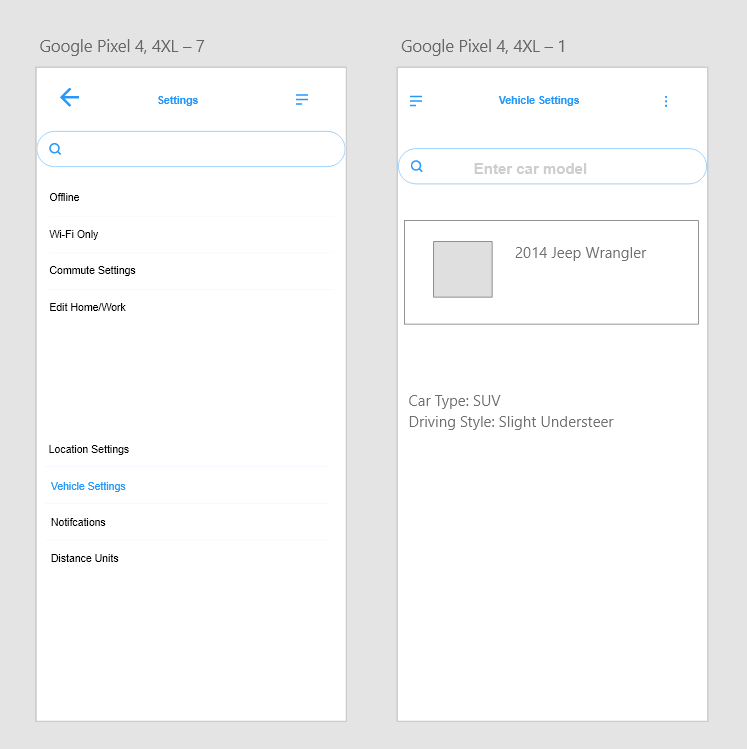 Google Pixel 4, 4XL – 7
Settings
Offline
Wi-Fi Only
Commute Settings
Edit Home/Work
Location Settings
Vehicle Settings
Notifcations
Distance Units
Google Pixel 4, 4XL – 1
Vehicle Settings
Enter car model
2014 Jeep Wrangler
Car Type: SUV
Driving Style: Slight Understeer